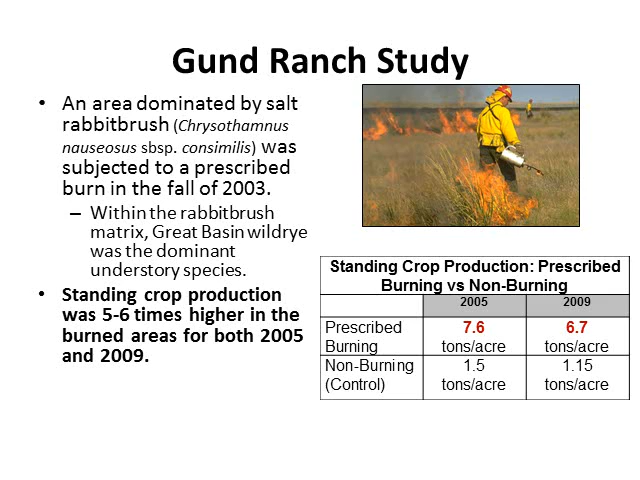 Gund Ranch Study
• An area dominated by salt
rabbitbrush (Chrysothamnus
nauseosus sbsp. consimilis) was
subjected to a prescribed
burn in the fall of 2003.
– Within the rabbitbrush
matrix, Great Basin wildrye
was the dominant
understory species.
• Standing crop production
was 5-6 times higher in the
burned areas for both 2005
and 2009.
Standing Crop Production: Prescribed
Burning vs Non-Burning
2005 2009
Prescribed 7.6 6.7
Burning tons/acre tons/acre
Non-Burning 1.5 1.15
(Control) tons/acre tons/acre